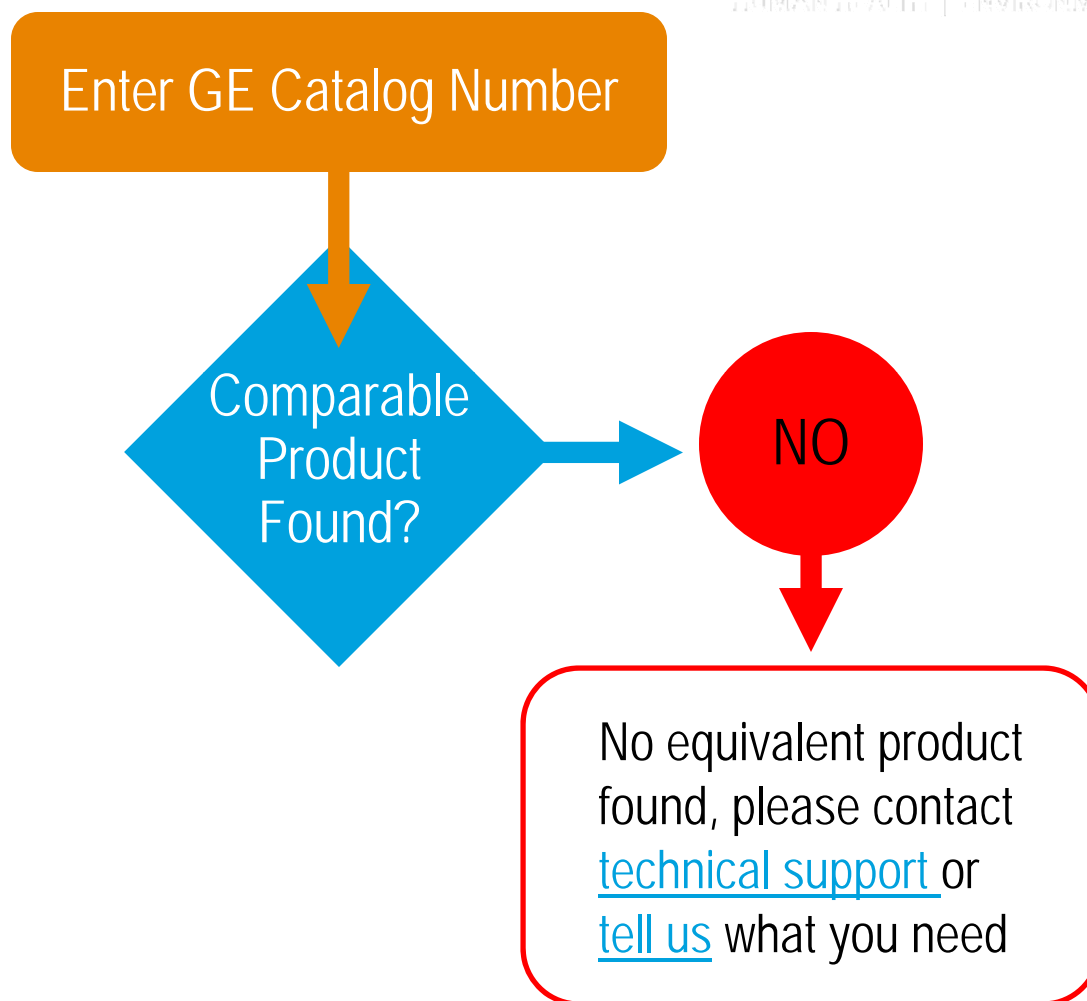 Enter GE Catalog Number
Comparable
Product
Found?
NO
No equivalent product
found, please contact
technical support or
tell us what you need